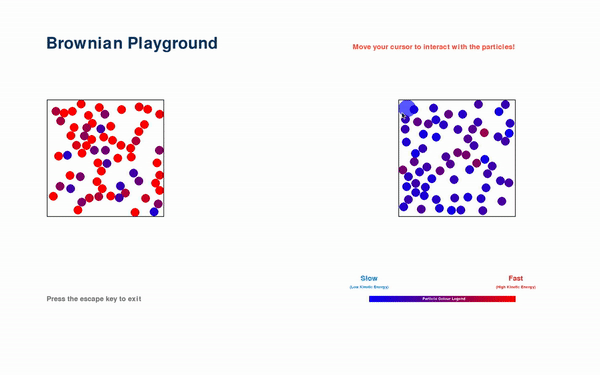 Brownian Playground
Move your cursor to interact with the particles!
Slow
Fast
(Low Kinetic Energy)
(High Kinetic Energy)
Particle Colour Legend
Press the escape key to exit